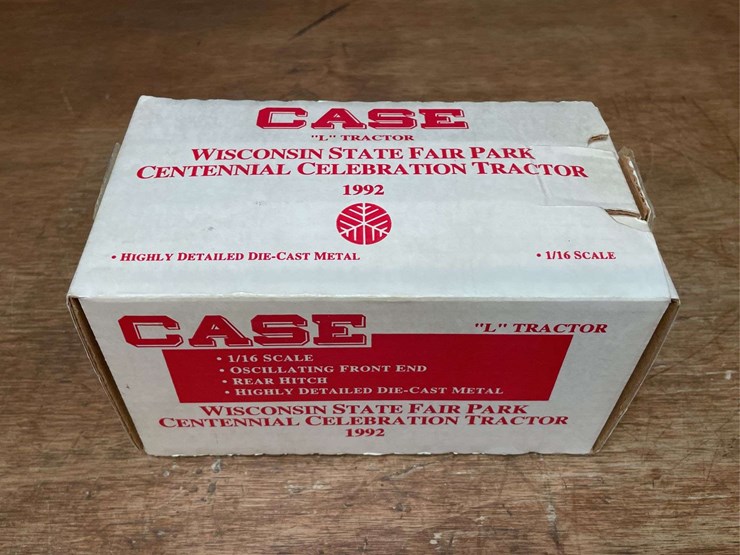 CASE
"L" TRACTOR
WISCONSIN STATE FAIR PARK
CENTENNIAL CELEBRATION TRACTOR
1992
• HIGHLY DETAILED DIE-CAST METAL • 1/16 SCALE
CASE "L" TRACTOR
• 1/16 SCALE
• OSCILLATING FRONT END
• REAR HITCH
• HIGHLY DETAILED DIE-CAST METAL
WISCONSIN STATE FAIR PARK
CENTENNIAL CELEBRATION TRACTOR
1992